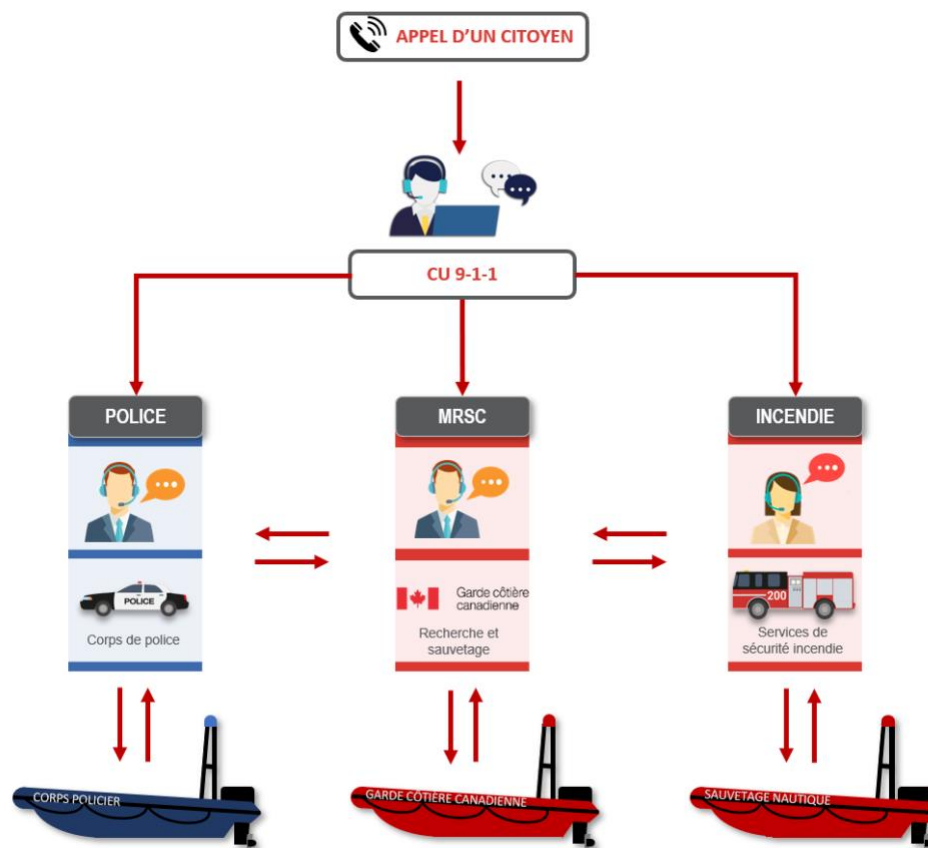 APPEL D'UN CITOYEN
CU 9-1-1
POLICE
MRSC
INCENDIE
POLICE
Corps de police
Garde côtière
canadienne
Recherche et
sauvetage
200
Services de
sécurité incendie
CORPS POLICIER
GARDE CÔTIÈRE CANADIENNE
SAUVETAGE NAUTIQUE